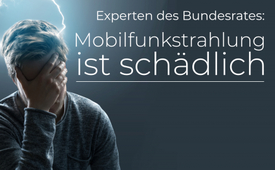 Experten des Bundesrates:
Mobilfunkstrahlung
ist schädlich